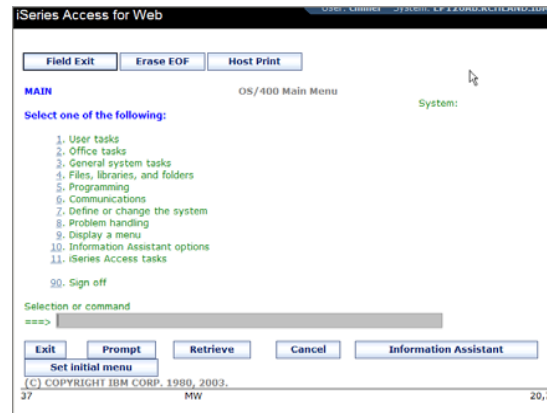 iSeries Access for Web
User: System:
Field Exit Erase EOF Host Print
MAIN OS/400 Main Menu
System:
Select one of the following:
1. User tasks
2. Office tasks
3. General system tasks
4. Files, libraries, and folders
5. Programming
6. Communications
7. Define or change the system
8. Problem handling
9. Display a menu
10. Information Assistant options
11. iSeries Access tasks
90. Sign off
Selection or command
===>
Exit Prompt Retrieve Cancel Information Assistant
Set initial menu
(C) COPYRIGHT IBM CORP. 1980, 2003.
37 MW 20,